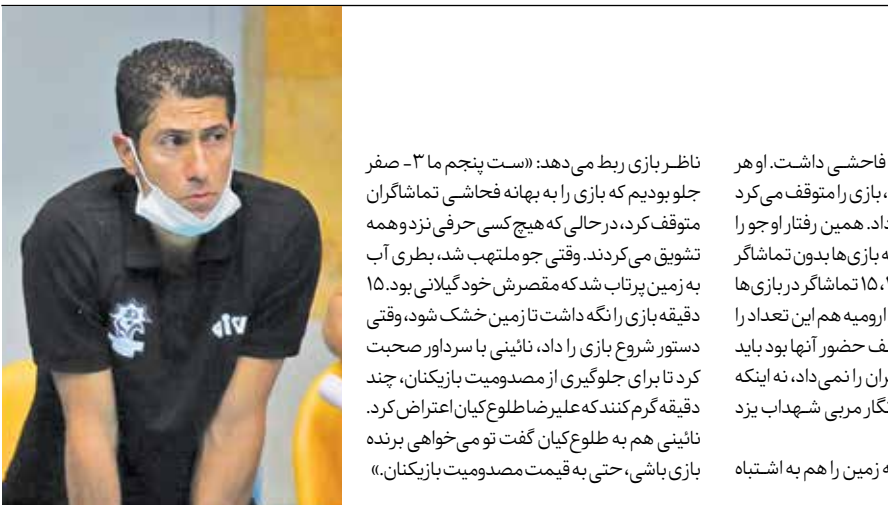 فاحشی داشت. او هر
، بازی را متوقف می‌کرد
داد. همین رفتار او جو را
ه بازی‌ها بدون تماشاگر
۱۵ تماشاگر در بازی‌ها
ارومیه هم این تعداد را
ف حضور آنها بود باید
ران را نمی‌داد، نه اینکه
نگار مربی شهداب یزد
ه زمین را هم به اشتباه
ناظر بازی ربط می‌دهد: «ست پنجم ما ۳- صفر
جلو بودیم که بازی را به بهانه فحاشی تماشاگران
متوقف کرد، درحالی که هیچ کسی حرفی نزد و همه
تشویق می‌کردند. وقتی جو ملتهب شد، بطری آب
به زمین پرتاب شد که مقصرش خود گیلانی بود. ۱۵
دقیقه بازی را نگه داشت تا زمین خشک شود، وقتی
دستور شروع بازی را داد، نائینی با سرداور صحبت
کرد تا برای جلوگیری از مصدومیت بازیکنان، چند
دقیقه گرم کنند که علیرضا طلوع کیان اعتراض کرد.
نائینی هم به طلوع کیان گفت تو می‌خواهی برنده
بازی باشی، حتی به قیمت مصدومیت بازیکنان.»